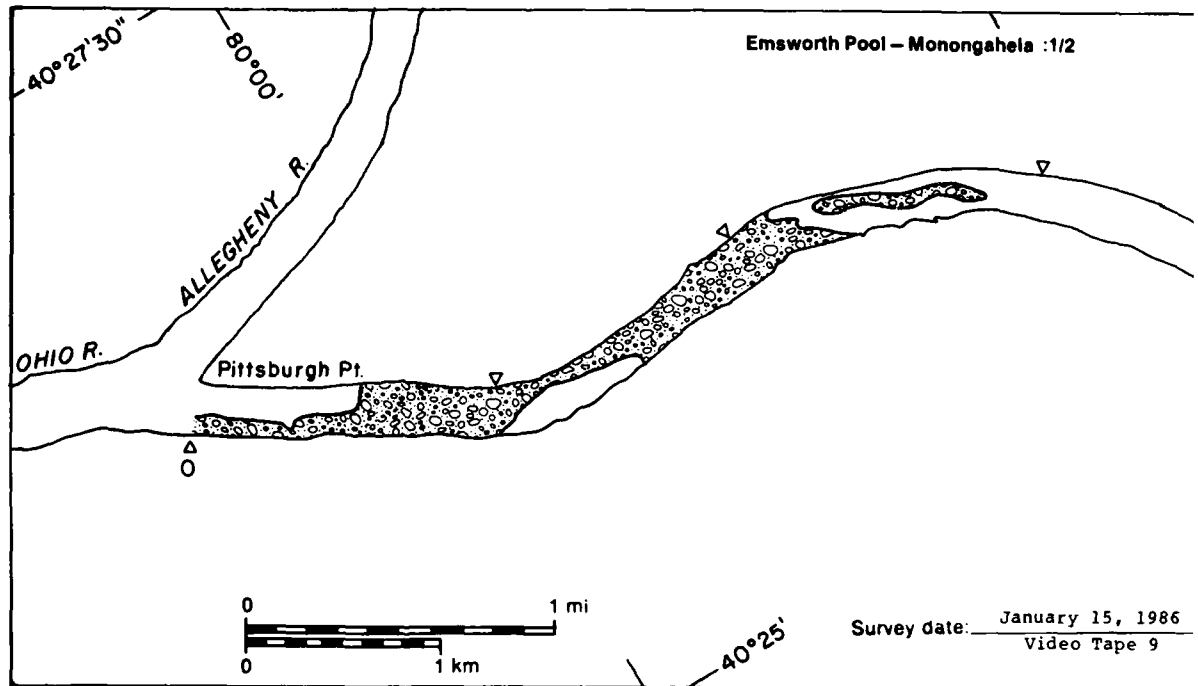 40°27'30"
80°00'
Emsworth Pool – Monongahela :1/2
ALLEGHENY R.
OHIO R.
Pittsburgh Pt.
O
0 1 mi
0 1 km
40°25'
Survey date: January 15, 1986
Video Tape 9